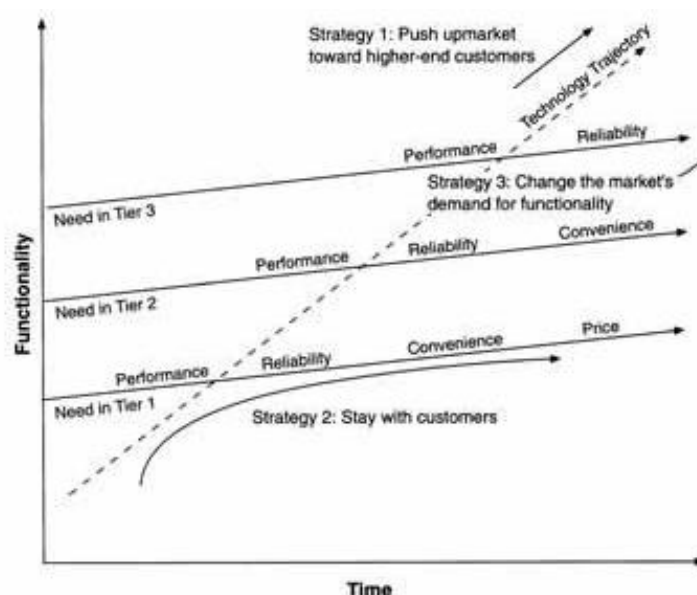 Strategy 1: Push upmarket
toward higher-end customers
Technology Trajectory
Performance
Reliability
Need in Tier 3
Strategy 3: Change the market's
demand for functionality
Performance
Reliability
Convenience
Need in Tier 2
Performance
Reliability
Convenience
Price
Need in Tier 1
Strategy 2: Stay with customers
Functionality
Time